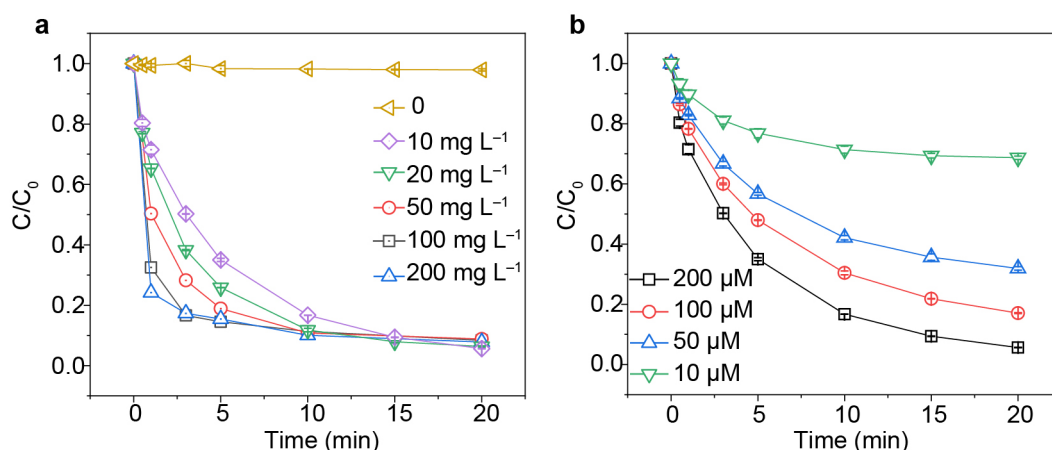 a
C/C₀
1.0
0.8
0.6
0.4
0.2
0.0
0
10 mg L⁻¹
20 mg L⁻¹
50 mg L⁻¹
100 mg L⁻¹
200 mg L⁻¹
0 5 10 15 20
Time (min)
b
C/C₀
1.0
0.8
0.6
0.4
0.2
0.0
200 µM
100 µM
50 µM
10 µM
0 5 10 15 20
Time (min)